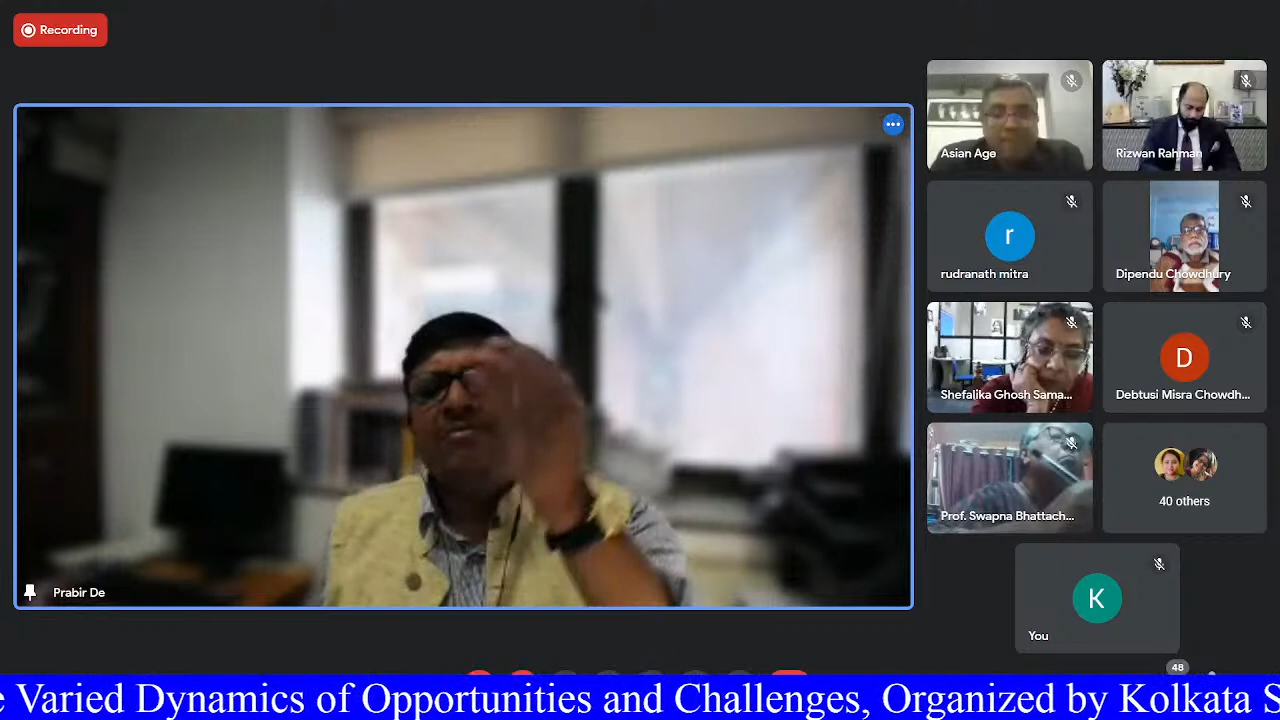 Recording
Asian Age
Rizwan Rahman
r
rudranath mitra
Dipendu Chowdhury
Shefalika Ghosh Sama...
D
Debtusi Misra Chowdh...
Prof. Swapna Bhattach...
40 others
K
You
Prabir De
48
e Varied Dynamics of Opportunities and Challenges, Organized by Kolkata S